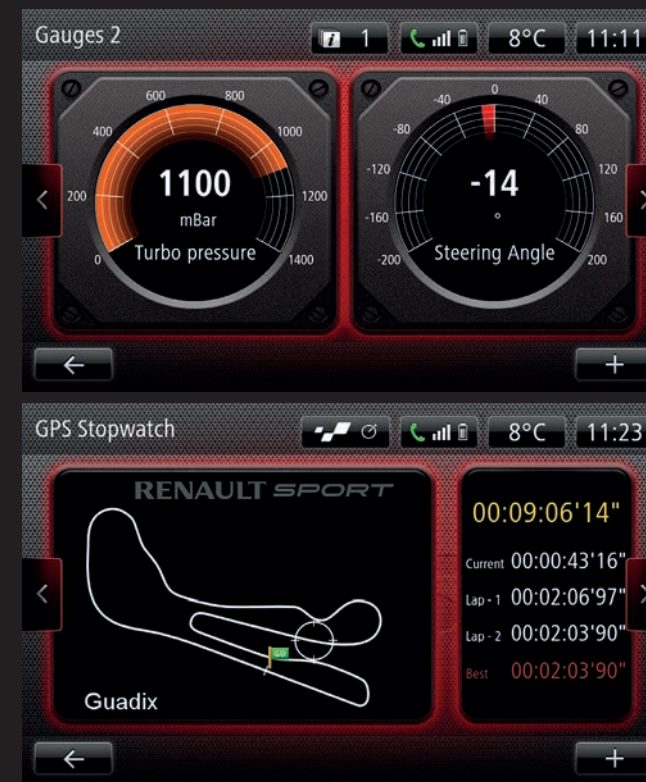 Gauges 2
1
8°C
11:11
0
200
400
600
800
1000
1200
1400
1100
mBar
Turbo pressure
-200
-160
-120
-80
-40
0
40
80
120
160
200
-14
°
Steering Angle
GPS Stopwatch
8°C
11:23
RENAULT SPORT
GO
Guadix
00:09:06'14"
Current 00:00:43'16"
Lap - 1 00:02:06'97"
Lap - 2 00:02:03'90"
Best 00:02:03'90"